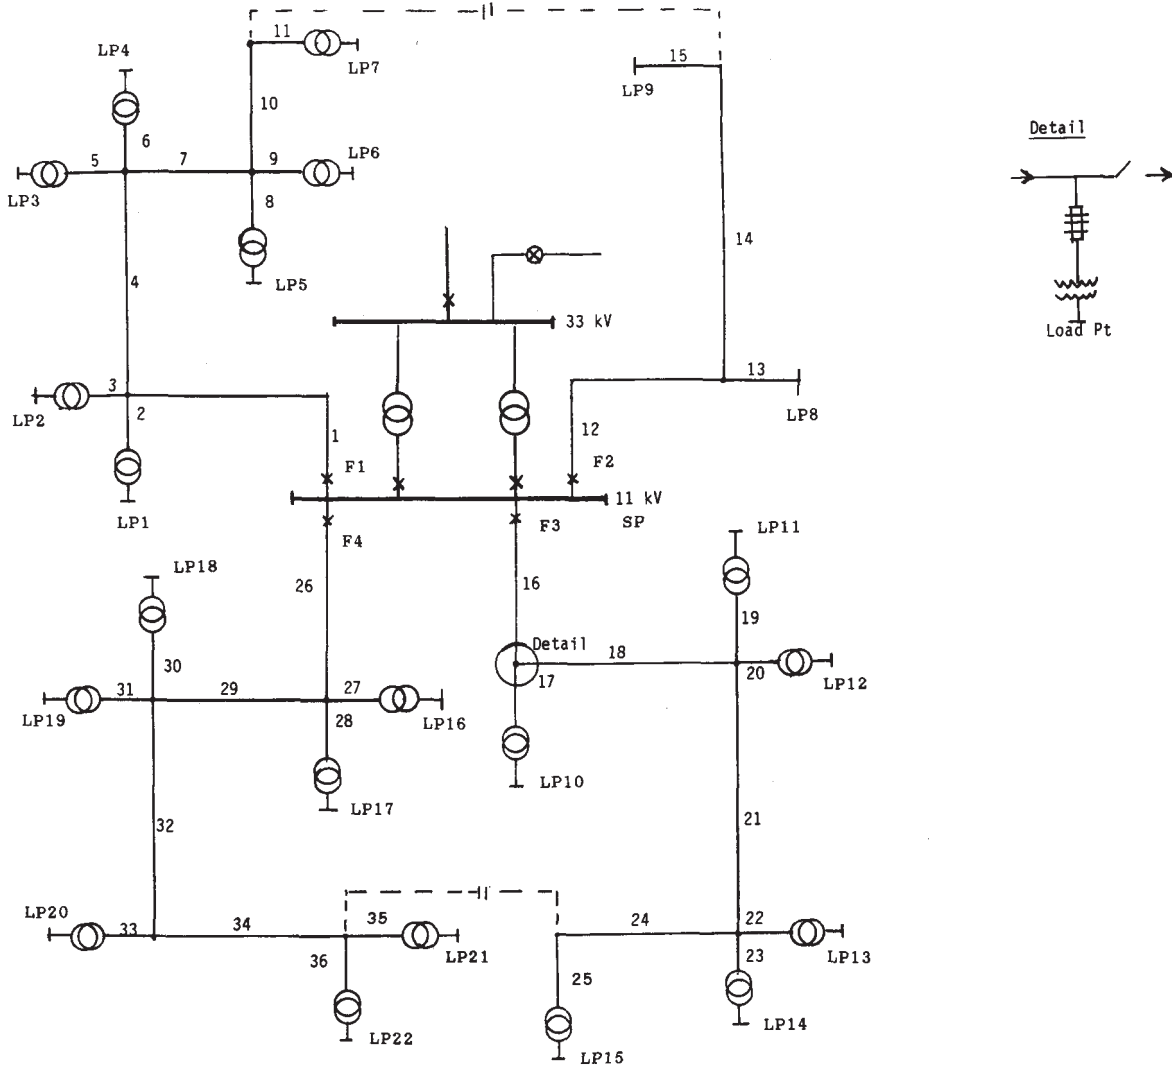 11
15
LP4
LP7
LP9
10
Detail
6
5
7
9
LP6
LP3
8
14
4
LP5
33 kV
Load Pt
3
2
13
LP2
LP8
1
12
F1
F2
LP1
11 kV
F3
SP
F4
LP11
LP18
26
16
19
Detail
30
18
17
20
31
29
27
LP12
LP19
28
LP16
LP10
LP17
32
21
LP20
33
34
35
24
22
LP21
LP13
36
25
23
LP14
LP22
LP15